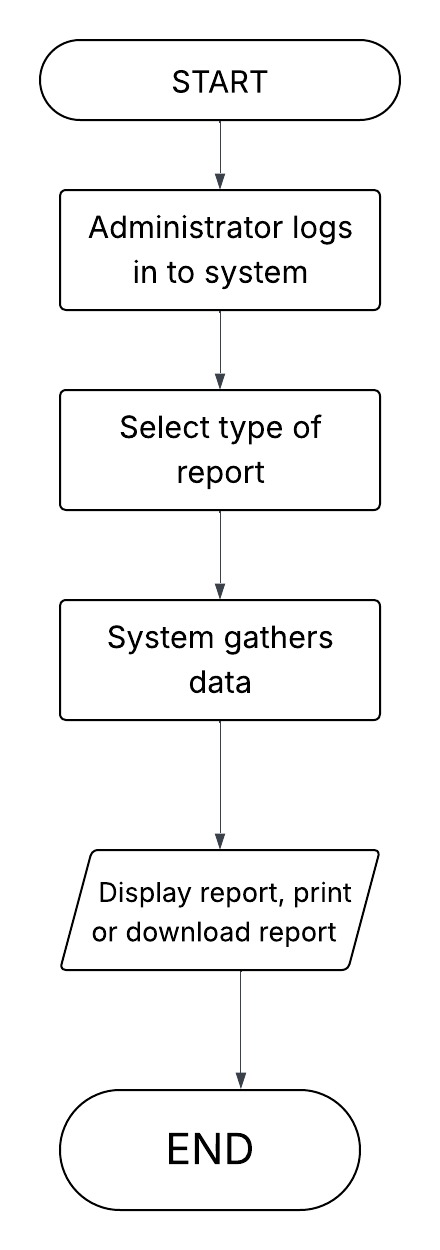 START
Administrator logs
in to system
Select type of
report
System gathers
data
Display report, print
or download report
END